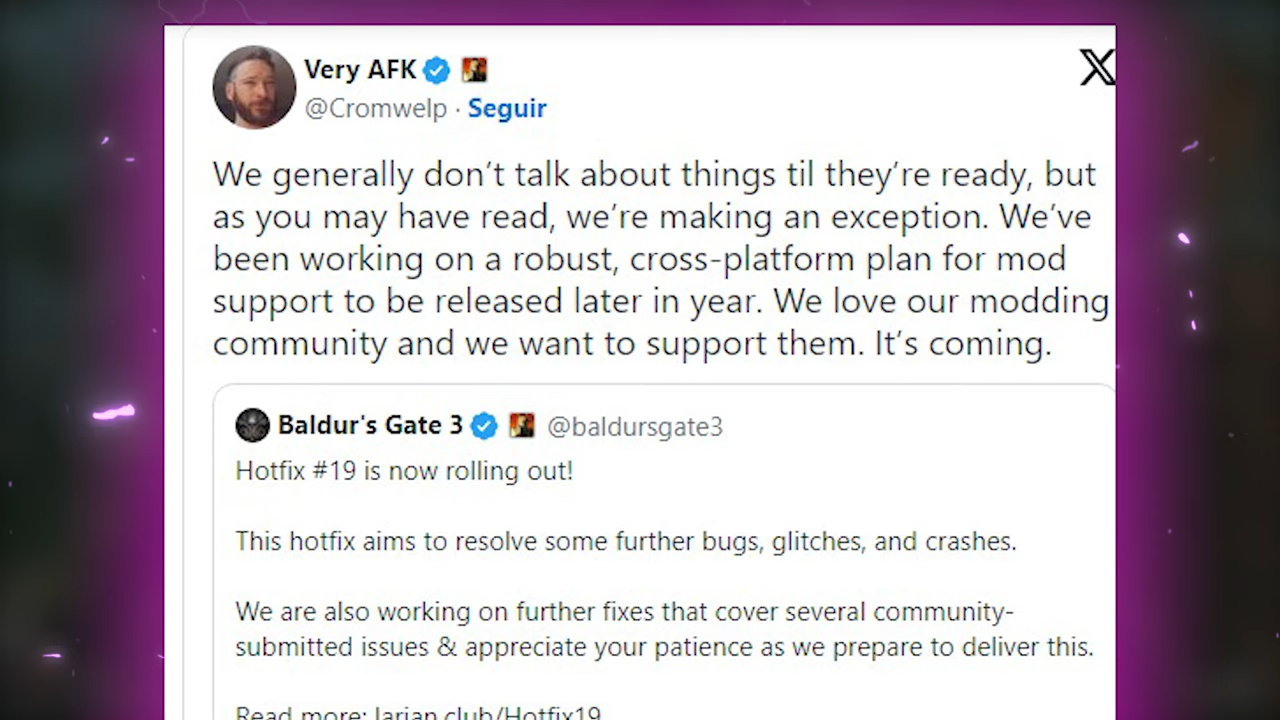 Very AFK
@Cromwelp · Seguir
We generally don’t talk about things til they’re ready, but
as you may have read, we’re making an exception. We’ve
been working on a robust, cross-platform plan for mod
support to be released later in year. We love our modding
community and we want to support them. It’s coming.
Baldur's Gate 3 @baldursgate3
Hotfix #19 is now rolling out!
This hotfix aims to resolve some further bugs, glitches, and crashes.
We are also working on further fixes that cover several community-
submitted issues & appreciate your patience as we prepare to deliver this.
Read more: larian.club/Hotfix19